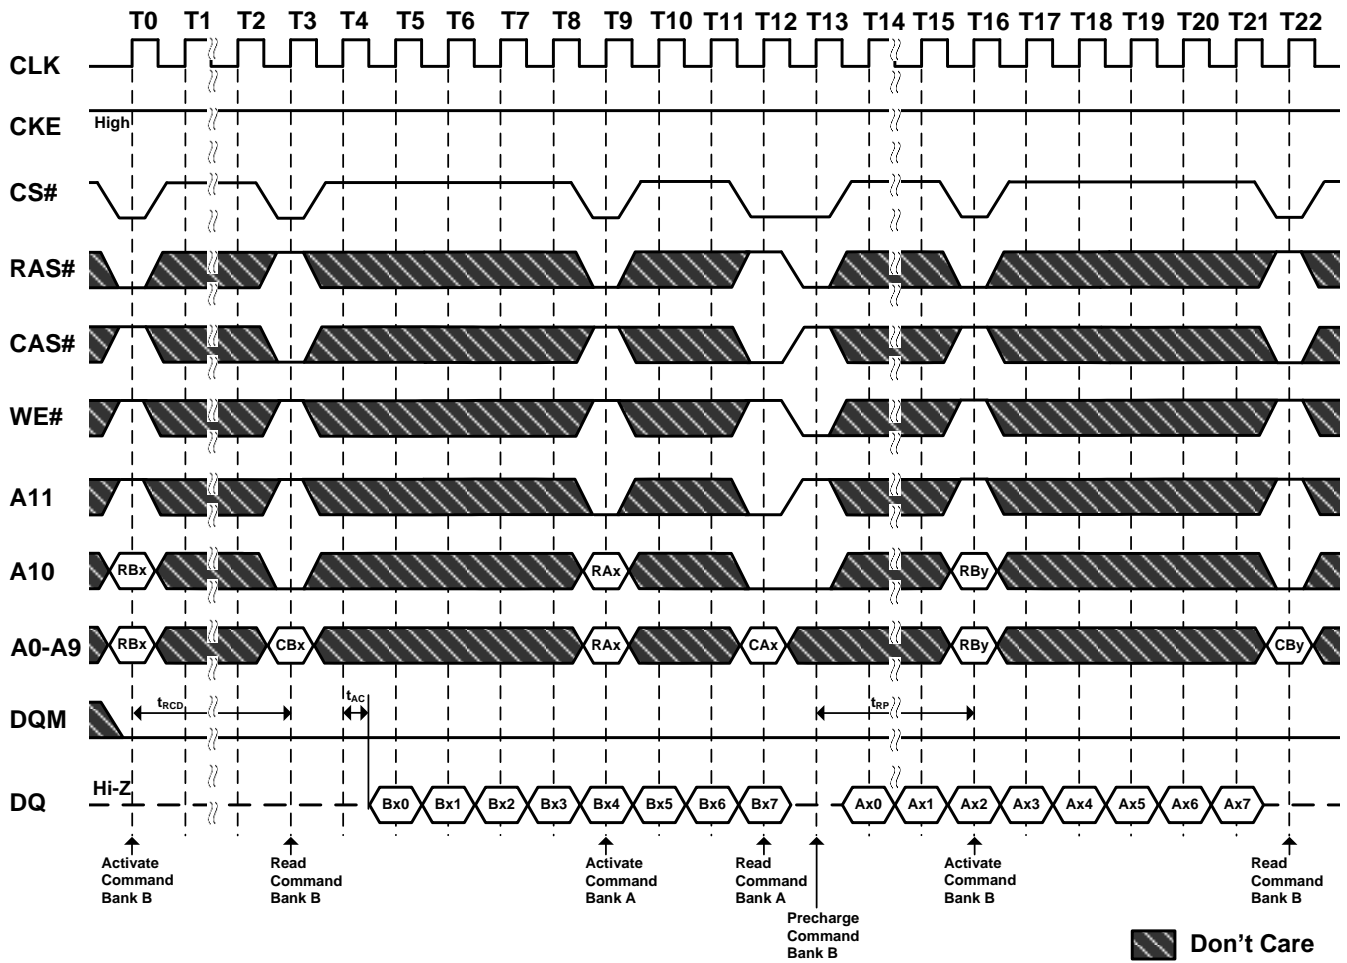 T0 T1 T2 T3 T4 T5 T6 T7 T8 T9 T10 T11 T12 T13 T14 T15 T16 T17 T18 T19 T20 T21 T22
CLK
CKE High
CS#
RAS#
CAS#
WE#
A11
A10 RBx RAx RBy
A0-A9 RBx CBx RAx CAx RBy CBy
DQM tRCD tAC tRP
DQ Hi-Z Bx0 Bx1 Bx2 Bx3 Bx4 Bx5 Bx6 Bx7 Ax0 Ax1 Ax2 Ax3 Ax4 Ax5 Ax6 Ax7
Activate
Command
Bank B
Read
Command
Bank B
Activate
Command
Bank A
Read
Command
Bank A
Precharge
Command
Bank B
Activate
Command
Bank B
Read
Command
Bank B
Don't Care